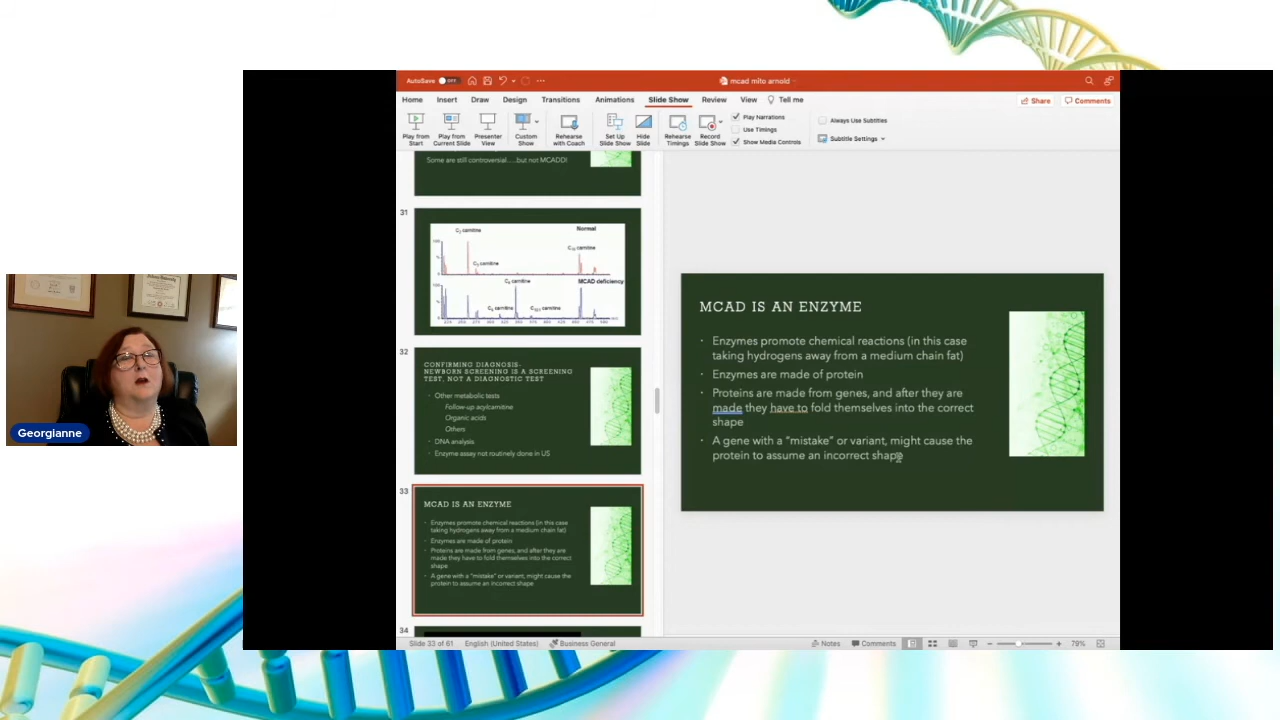 AutoSave OFF
mcad mito arnold
Home Insert Draw Design Transitions Animations Slide Show Review View Tell me
Share Comments
Play from Start
Play from Current Slide
Presenter View
Custom Show
Rehearse with Coach
Set Up Slide Show
Hide Slide
Rehearse Timings
Record Slide Show
Play Narrations
Use Timings
Show Media Controls
Always Use Subtitles
Subtitle Settings
Some are still controversial.....but not MCADD!
31
Normal
MCAD deficiency
32
CONFIRMING DIAGNOSIS-
NEWBORN SCREENING IS A SCREENING
TEST, NOT A DIAGNOSTIC TEST
Other metabolic tests
Follow-up acylcarnitine
Organic acids
Others
DNA analysis
Enzyme assay not routinely done in US
33
MCAD IS AN ENZYME
· Enzymes promote chemical reactions (in this case
taking hydrogens away from a medium chain fat)
· Enzymes are made of protein
· Proteins are made from genes, and after they are
made they have to fold themselves into the correct
shape
· A gene with a "mistake" or variant, might cause the
protein to assume an incorrect shape
34
MCAD IS AN ENZYME
· Enzymes promote chemical reactions (in this case
taking hydrogens away from a medium chain fat)
· Enzymes are made of protein
· Proteins are made from genes, and after they are
made they have to fold themselves into the correct
shape
· A gene with a "mistake" or variant, might cause the
protein to assume an incorrect shape
Georgianne
Slide 33 of 61 English (United States) Business General
Notes Comments 79%